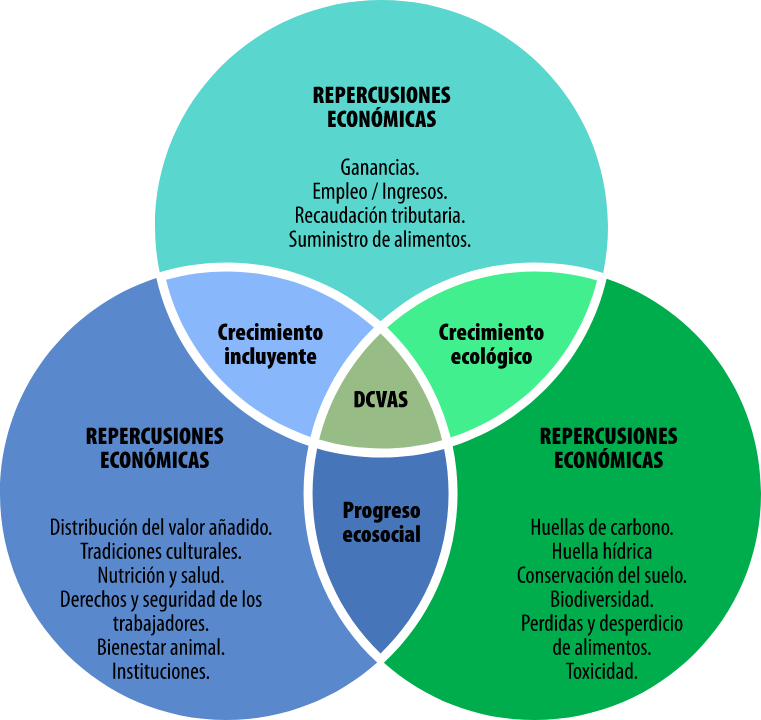 REPERCUSIONES
ECONÓMICAS
Ganancias.
Empleo / Ingresos.
Recaudación tributaria.
Suministro de alimentos.
Crecimiento
incluyente
Crecimiento
ecológico
DCVAS
REPERCUSIONES
ECONÓMICAS
Distribución del valor añadido.
Tradiciones culturales.
Nutrición y salud.
Derechos y seguridad de los
trabajadores.
Bienestar animal.
Instituciones.
Progreso
ecosocial
REPERCUSIONES
ECONÓMICAS
Huellas de carbono.
Huella hídrica
Conservación del suelo.
Biodiversidad.
Perdidas y desperdicio
de alimentos.
Toxicidad.